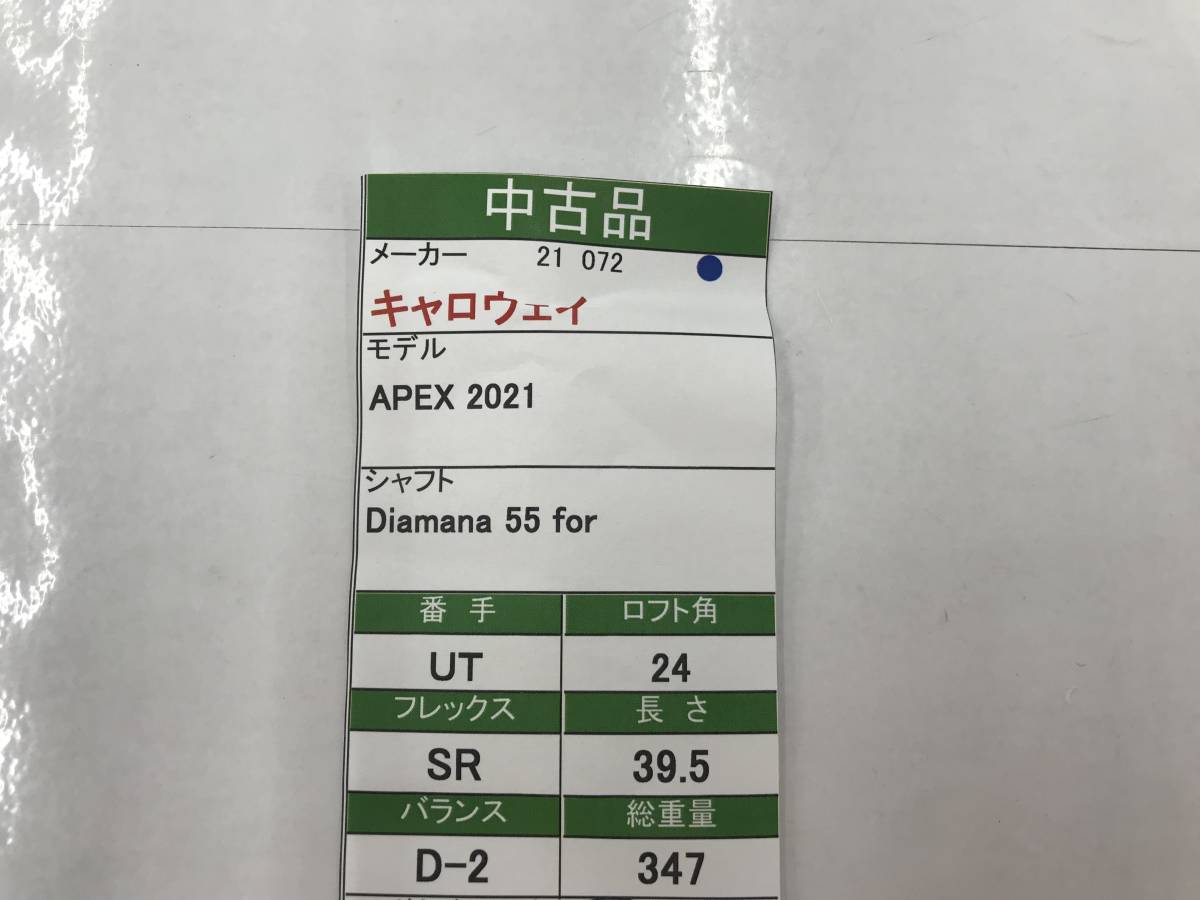 中古品
メーカー 21 072
キャロウェイ
モデル
APEX 2021
シャフト
Diamana 55 for
番手 ロフト角
UT 24
フレックス 長さ
SR 39.5
バランス 総重量
D-2 347